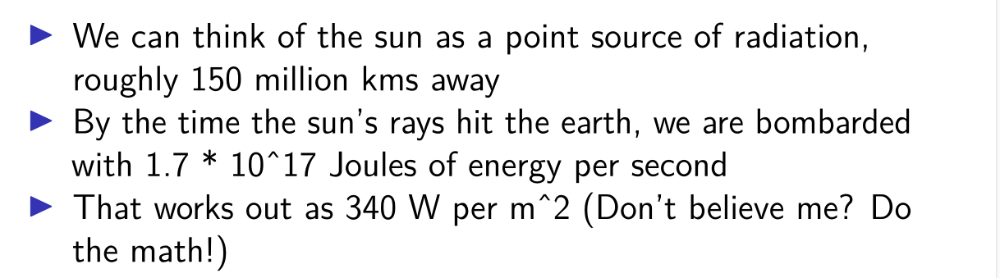 We can think of the sun as a point source of radiation,
roughly 150 million kms away
By the time the sun's rays hit the earth, we are bombarded
with 1.7 * 10^17 Joules of energy per second
That works out as 340 W per m^2 (Don't believe me? Do
the math!)